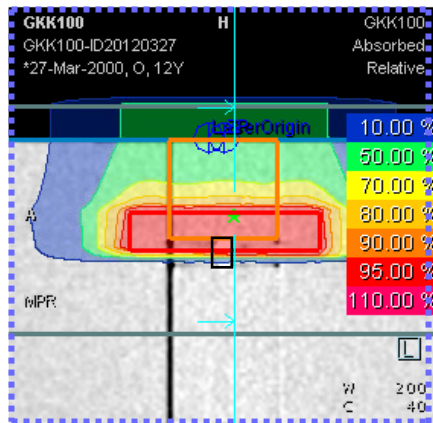 GKK100 H GKK100
GKK100-ID20120327 Absorbed
*27-Mar-2000, O, 12Y Relative
10.00 %
50.00 %
A
70.00 %
80.00 %
90.00 %
95.00 %
MPR
110.00 %
L
W 200
C 40